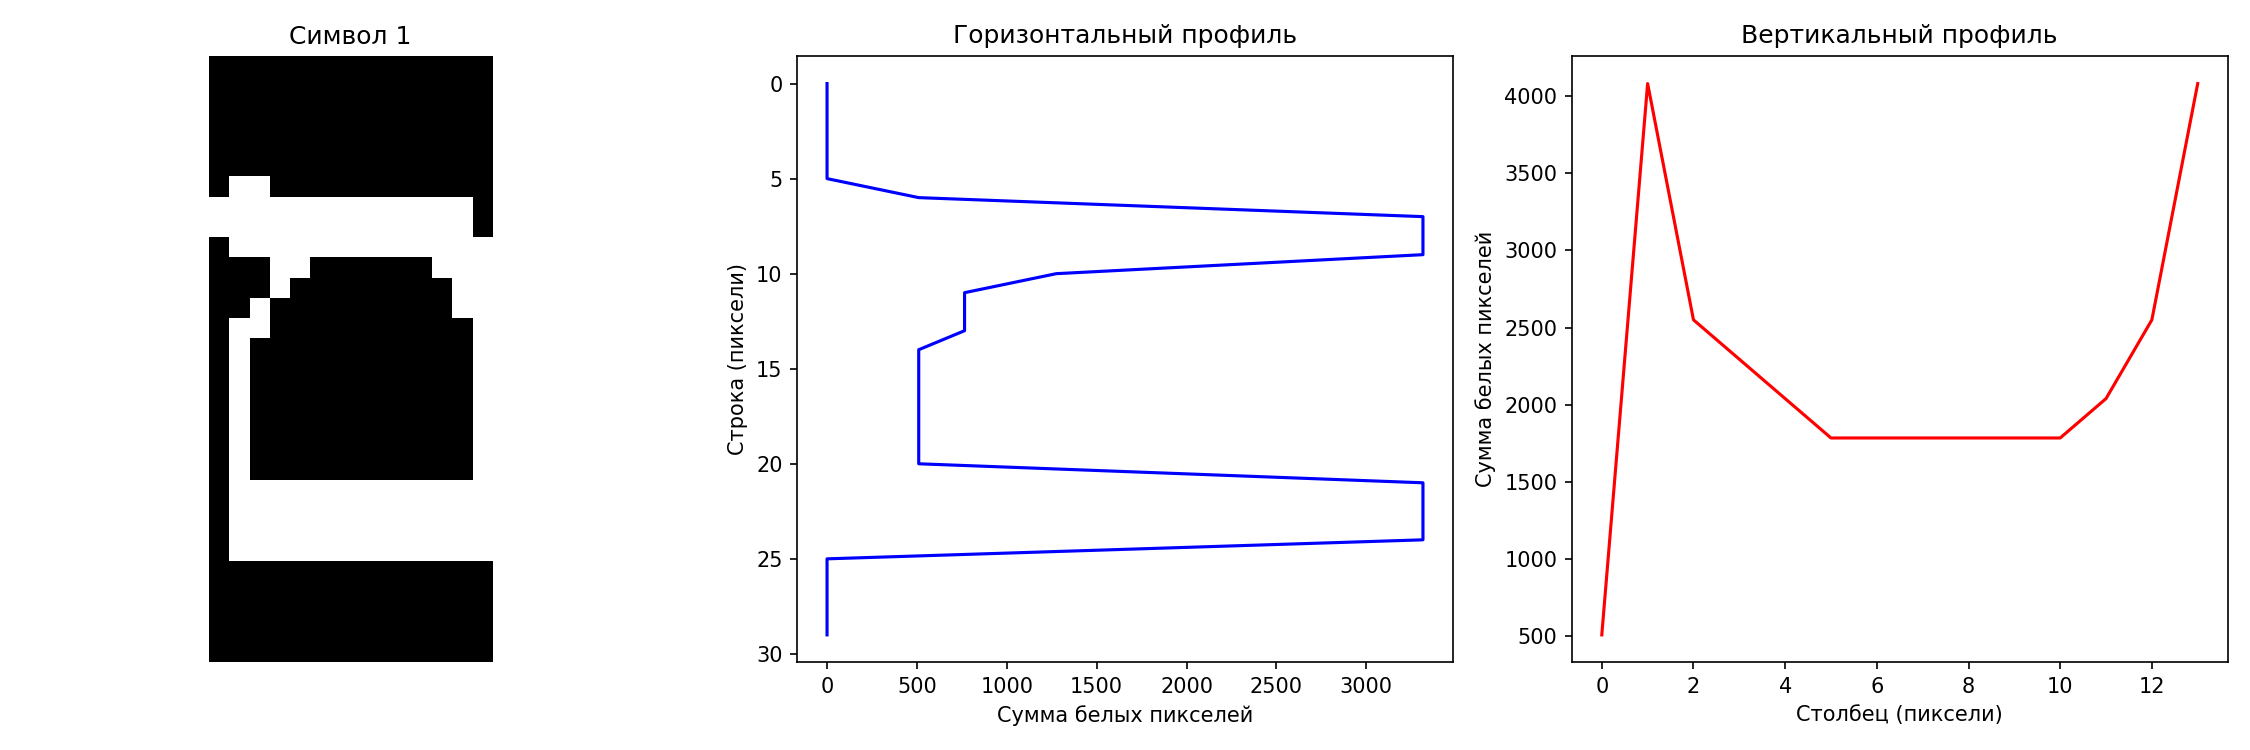 Символ 1
Горизонтальный профиль
Строка (пиксели)
0
5
10
15
20
25
30
0 500 1000 1500 2000 2500 3000
Сумма белых пикселей
Вертикальный профиль
Сумма белых пикселей
4000
3500
3000
2500
2000
1500
1000
500
0 2 4 6 8 10 12
Столбец (пиксели)